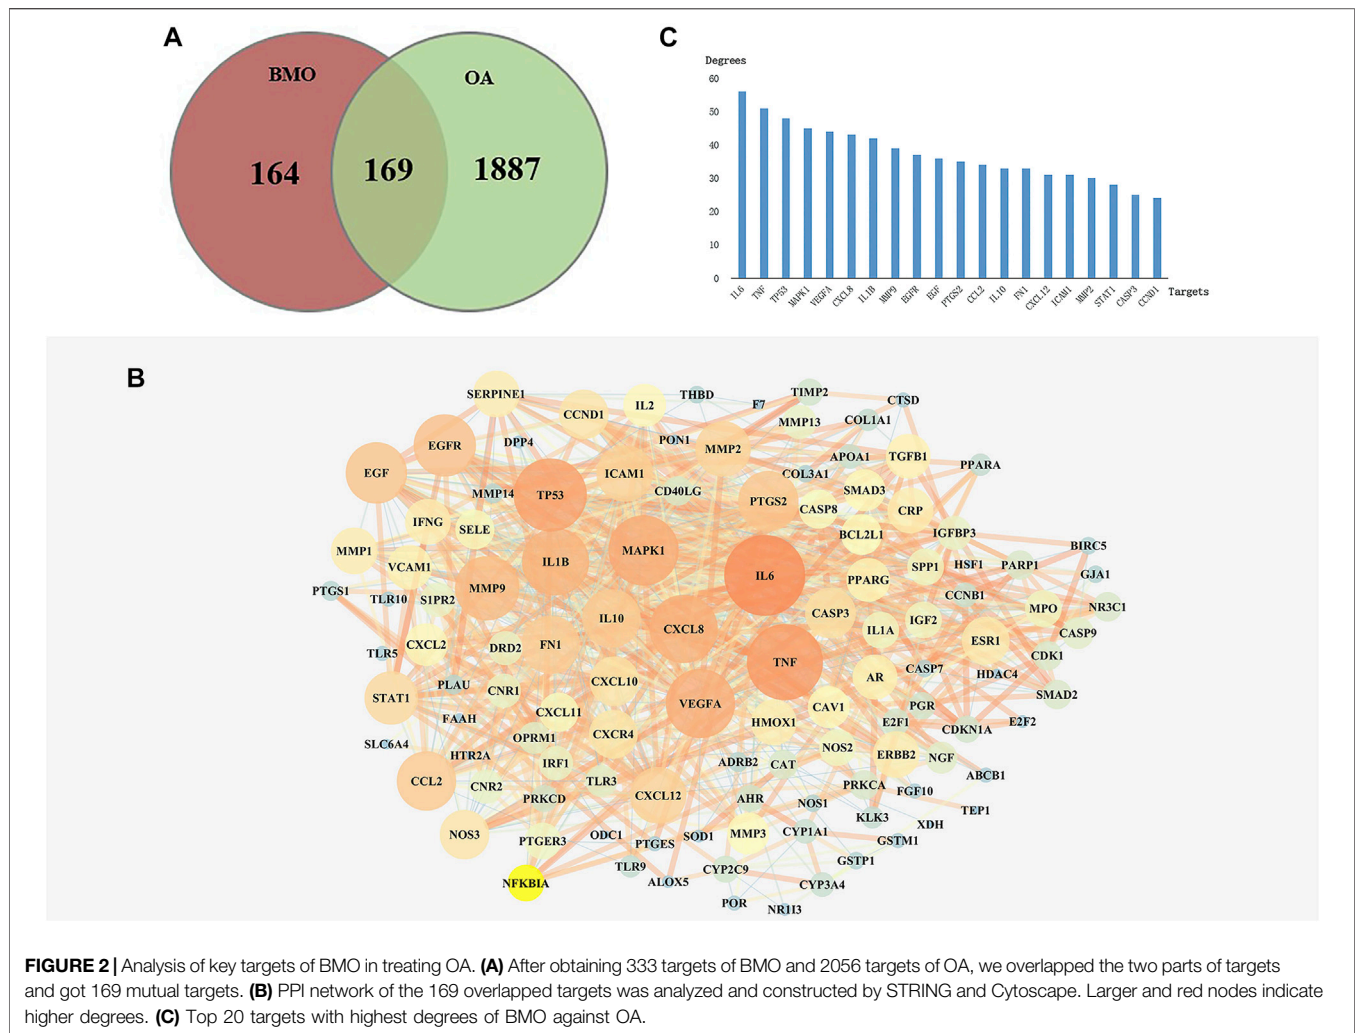 A
BMO
OA
164
169
1887
C
Degrees
60
50
40
30
20
10
0
IL6
TNF
TP53
MAPK1
VEGFA
CXCL8
IL1B
MMP9
EGFR
EGF
PTGS2
CCL2
IL10
FN1
CXCL12
ICAM1
MMP2
STAT1
CASP3
CCND1
Targets
B
SERPINE1
THBD
TIMP2
CTSD
CCND1
IL2
F7
MMP13
COL1A1
EGFR
DPP4
PON1
MMP2
APOA1
TGFB1
PPARA
EGF
ICAM1
COL3A1
MMP14
TP53
CD40LG
PTGS2
SMAD3
CASP8
CRP
IFNG
SELE
BCL2L1
IGFBP3
MMP1
VCAM1
IL1B
MAPK1
IL6
PPARG
SPP1
HSF1
PARP1
BIRC5
GJA1
PTGS1
TLR10
S1PR2
MMP9
CCNB1
MPO
NR3C1
IL10
CXCL8
CASP3
IL1A
IGF2
CASP9
CXCL2
DRD2
FN1
ESR1
CDK1
TLR5
TNF
CASP7
HDAC4
PLAU
CNR1
CXCL10
AR
STAT1
SMAD2
FAAH
CXCL11
VEGFA
CAV1
PGR
SLC6A4
OPRM1
CXCR4
HMOX1
E2F1
CDKN1A
E2F2
HTR2A
IRF1
NOS2
ERBB2
NGF
CCL2
CNR2
TLR3
ADRB2
CAT
ABCB1
PRKCD
CXCL12
AHR
NOS1
PRKCA
FGF10
TEP1
NOS3
PTGER3
ODC1
PTGES
SOD1
MMP3
CYP1A1
KLK3
XDH
GSTM1
NFKBIA
TLR9
ALOX5
CYP2C9
GSTP1
CYP3A4
POR
NR1I3
FIGURE 2 | Analysis of key targets of BMO in treating OA. (A) After obtaining 333 targets of BMO and 2056 targets of OA, we overlapped the two parts of targets
and got 169 mutual targets. (B) PPI network of the 169 overlapped targets was analyzed and constructed by STRING and Cytoscape. Larger and red nodes indicate
higher degrees. (C) Top 20 targets with highest degrees of BMO against OA.